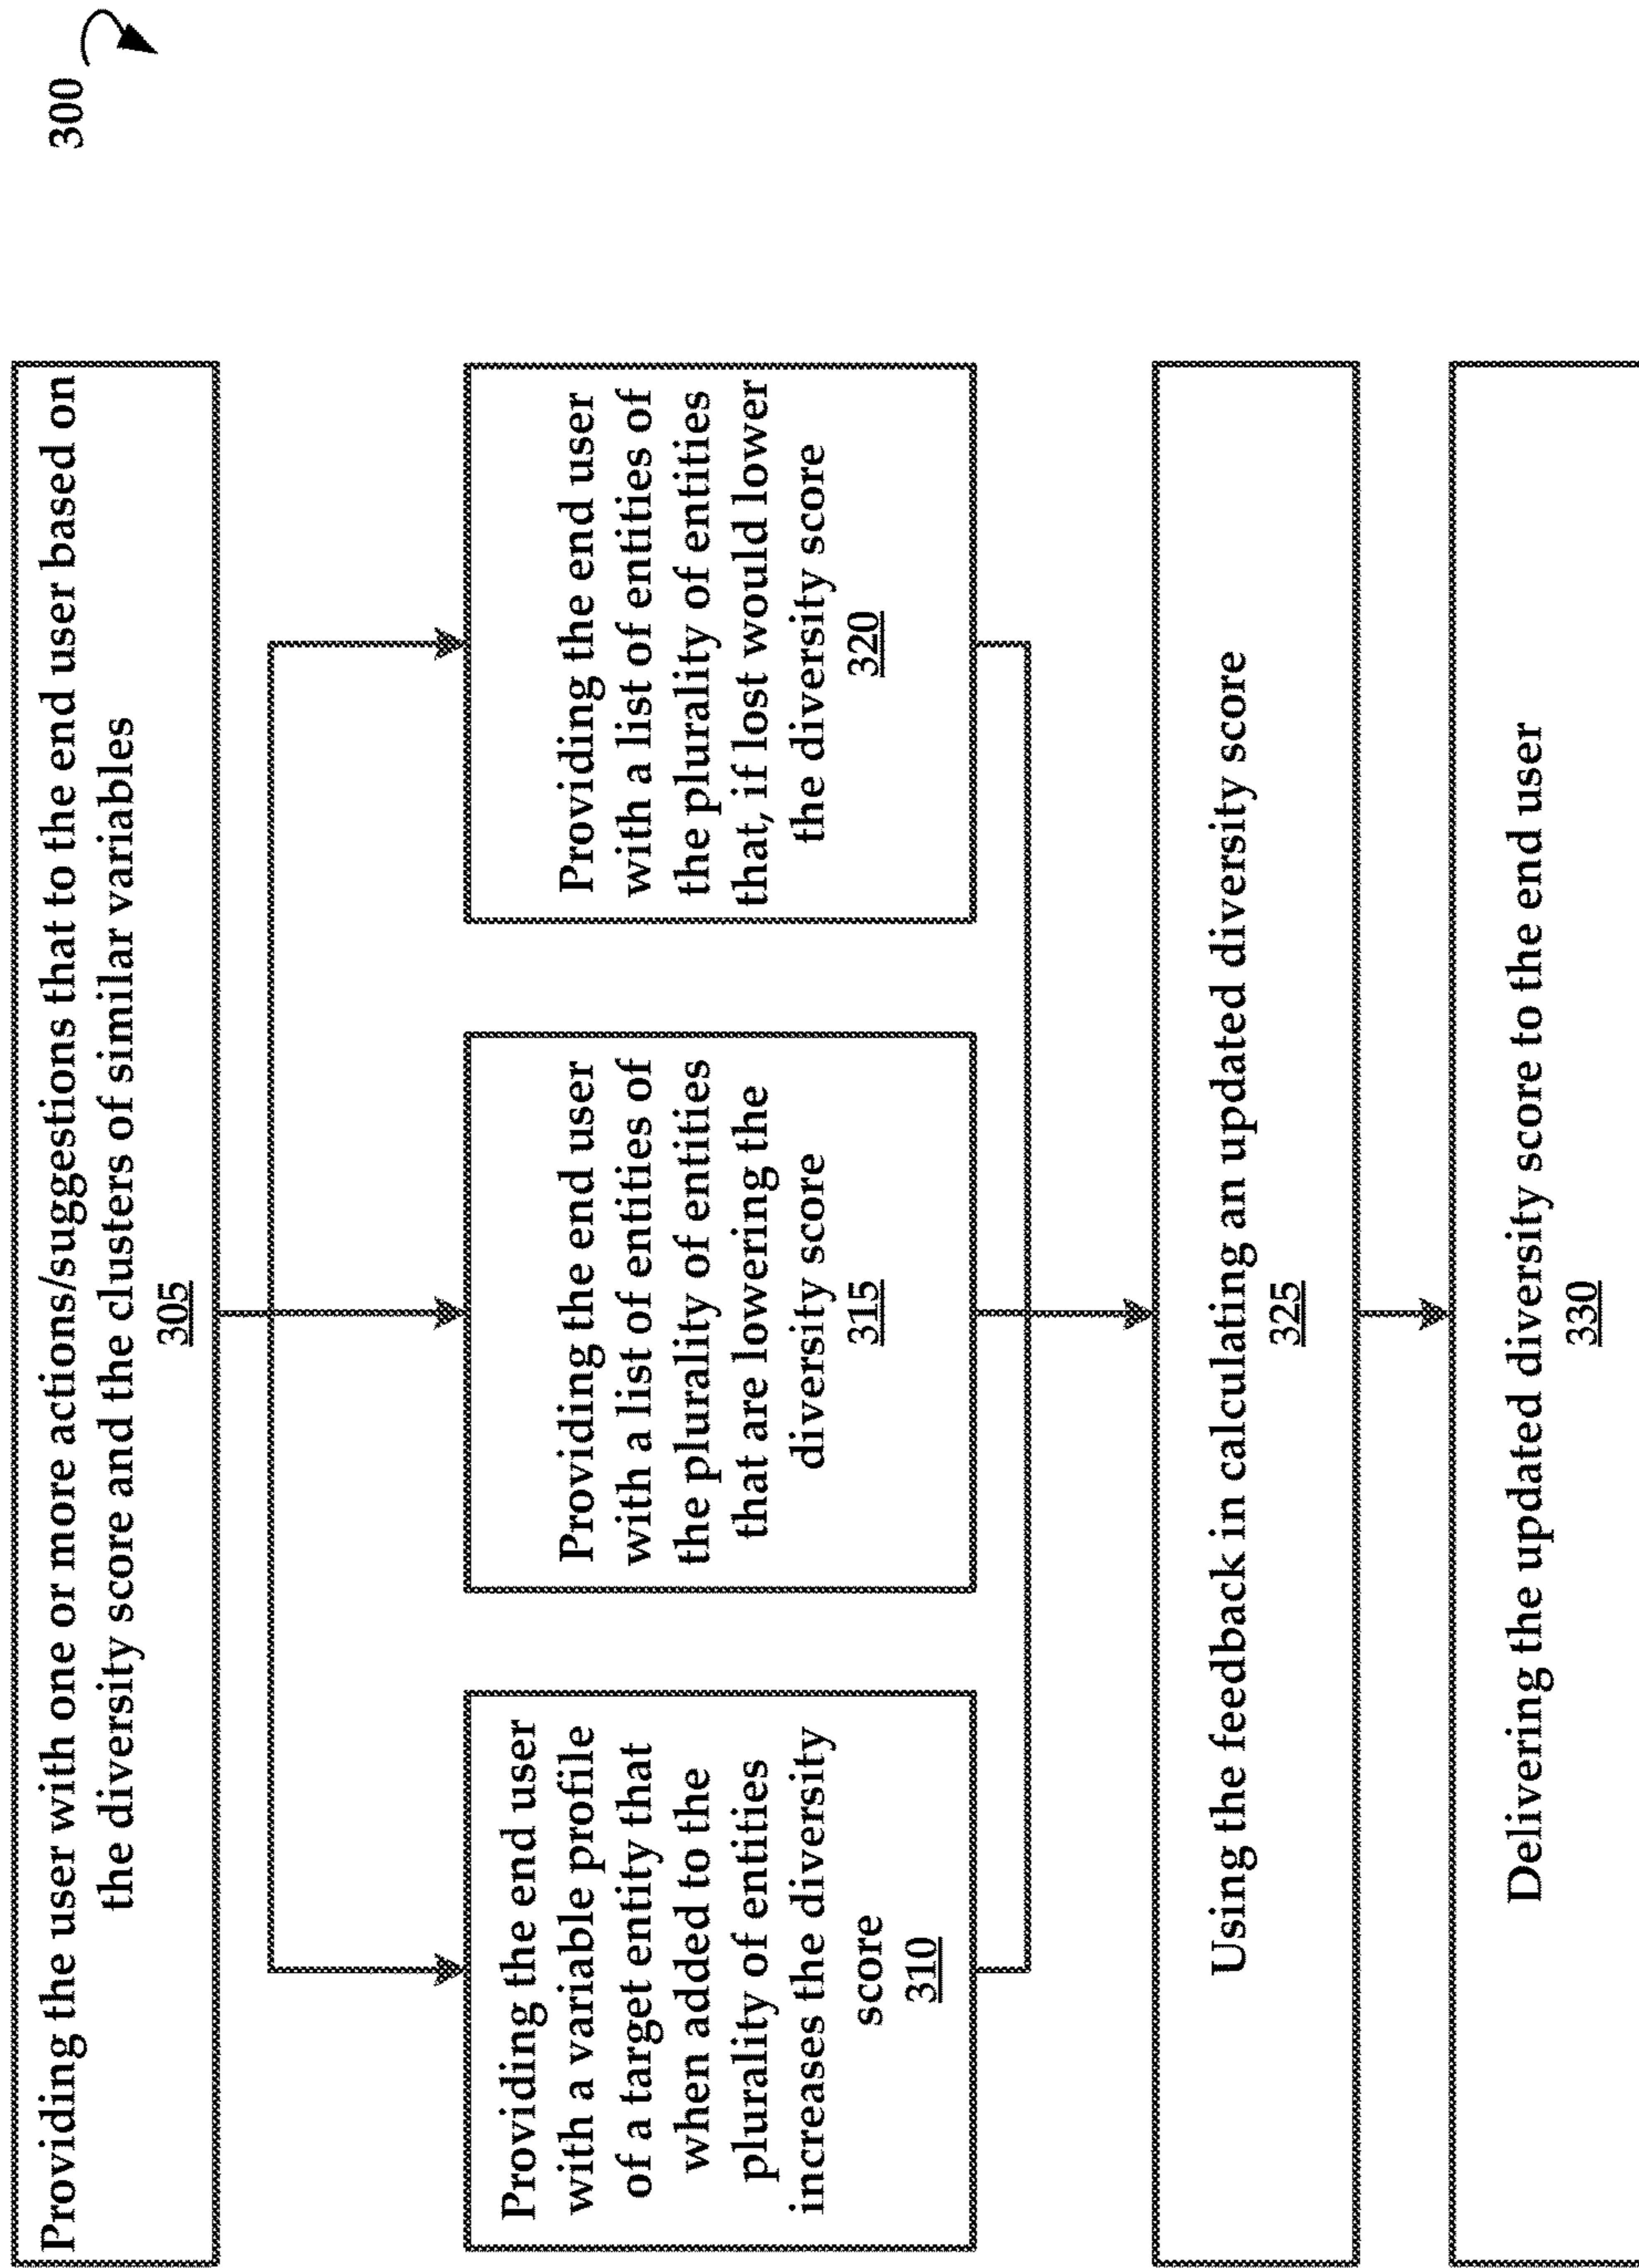 300
Providing the user with one or more actions/suggestions that to the end user based on
the diversity score and the clusters of similar variables
305
Providing the end user
with a variable profile
of a target entity that
when added to the
plurality of entities
increases the diversity
score
310
Providing the end user
with a list of entities of
the plurality of entities
that are lowering the
diversity score
315
Providing the end user
with a list of entities of
the plurality of entities
that, if lost would lower
the diversity score
320
Using the feedback in calculating an updated diversity score
325
Delivering the updated diversity score to the end user
330